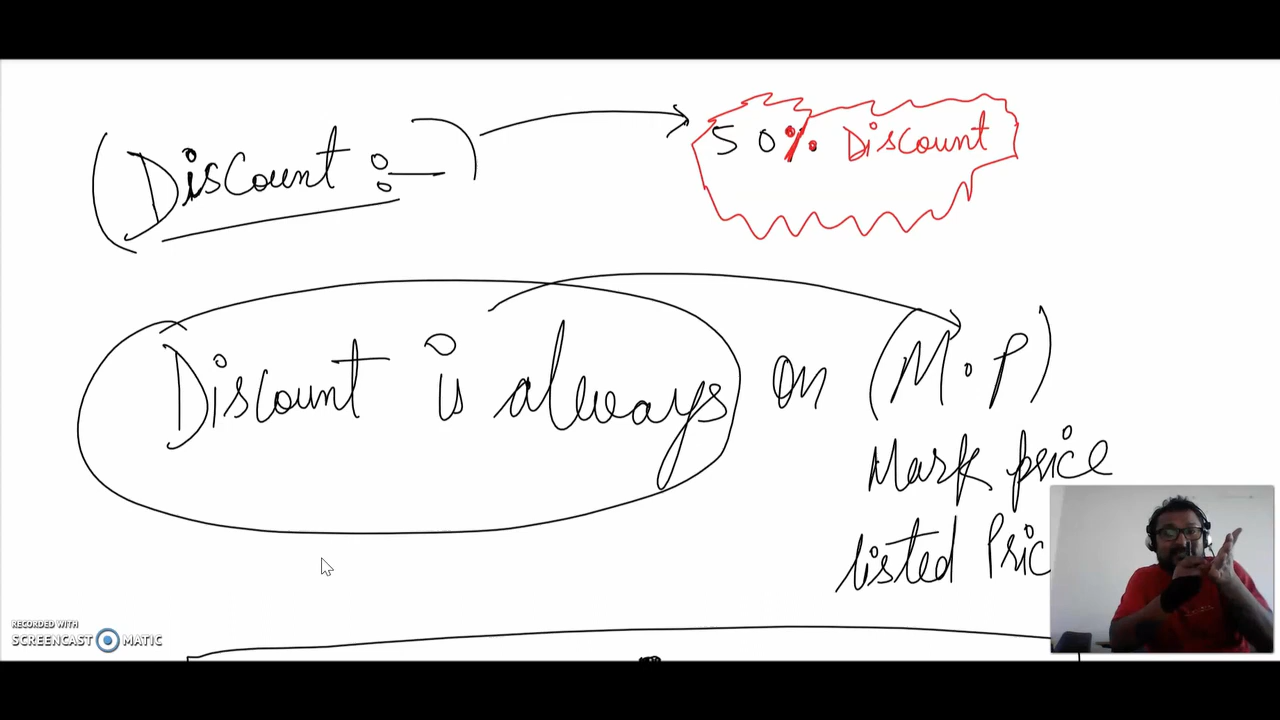 (Discount :-)
50% Discount
Discount is always on (M.P)
Mark price
listed Pric
RECORDED WITH
SCREENCAST MATIC